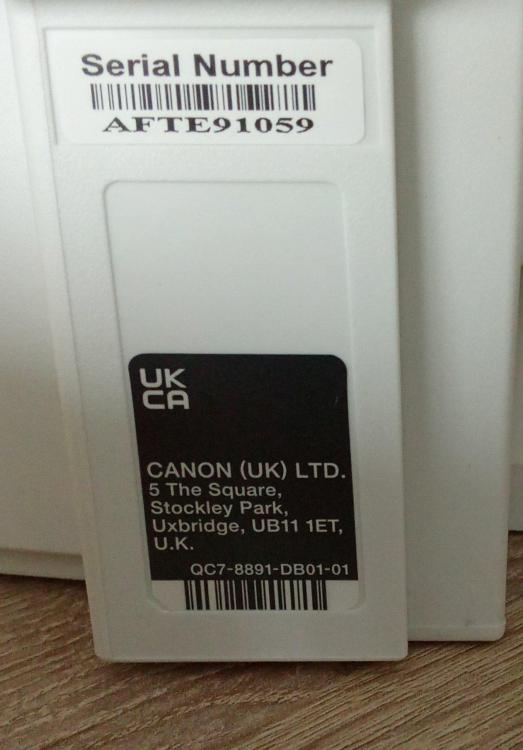 Serial Number
AFTE91059
UK
CA
CANON (UK) LTD.
5 The Square,
Stockley Park,
Uxbridge, UB11 1ET,
U.K.
QC7-8891-DB01-01